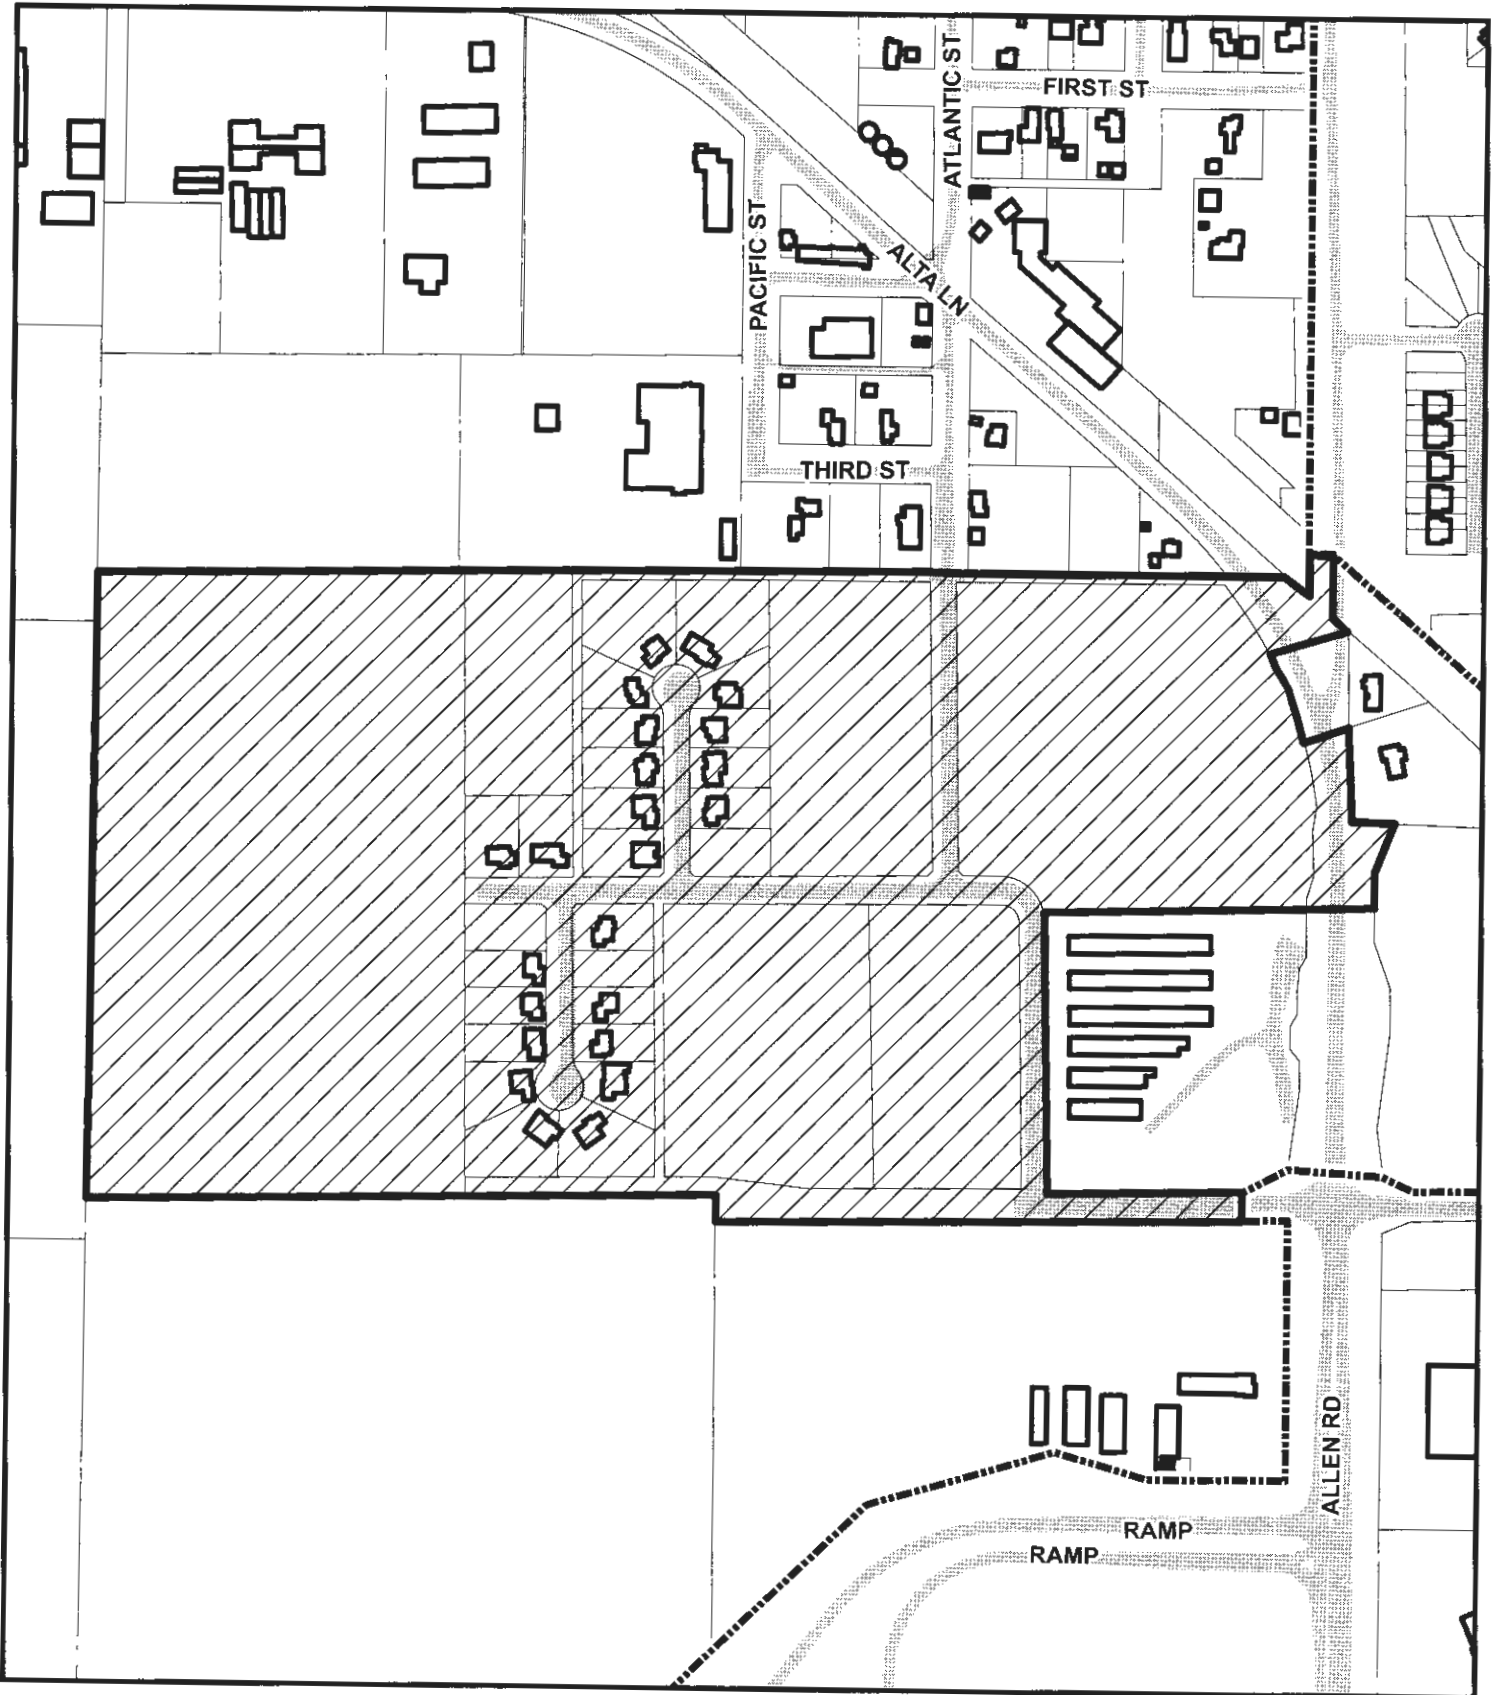 ATLANTIC ST
FIRST ST
PACIFIC ST
ALTA LN
THIRD ST
ALLEN RD
RAMP
RAMP